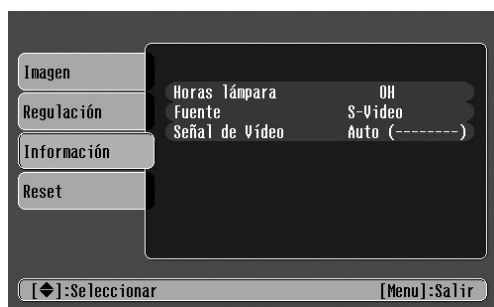 Imagen
Regulación
Información
Reset
Horas lámpara 0H
Fuente S-Video
Señal de Vídeo Auto (--------)
[◆]:Seleccionar [Menu]:Salir